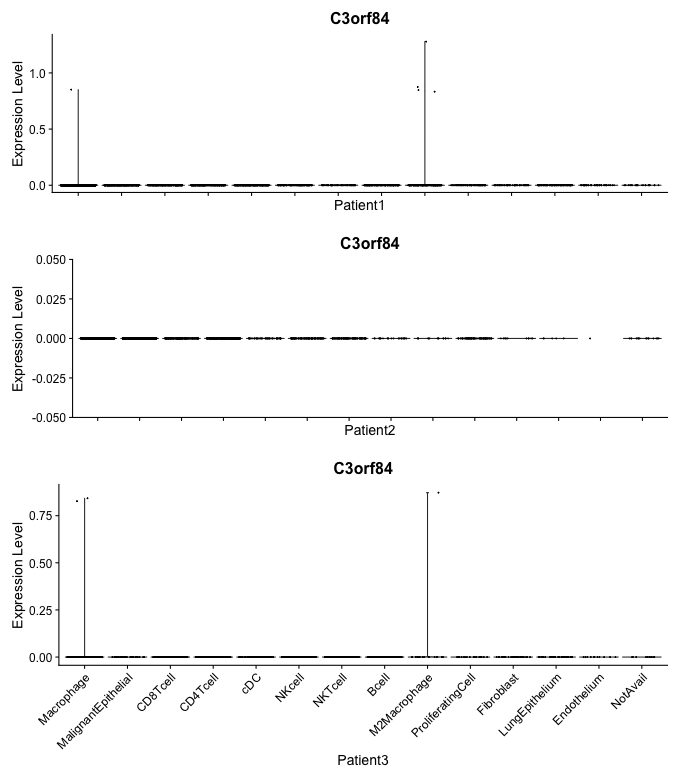 C3orf84
Expression Level
1.0
0.5
0.0
Patient1
C3orf84
Expression Level
0.050
0.025
0.000
-0.025
-0.050
Patient2
C3orf84
Expression Level
0.75
0.50
0.25
0.00
Macrophage
MalignantEpithelial
CD8Tcell
CD4Tcell
cDC
NKcell
NKTcell
Bcell
M2Macrophage
ProliferatingCell
Fibroblast
LungEpithelium
Endothelium
NotAvail
Patient3